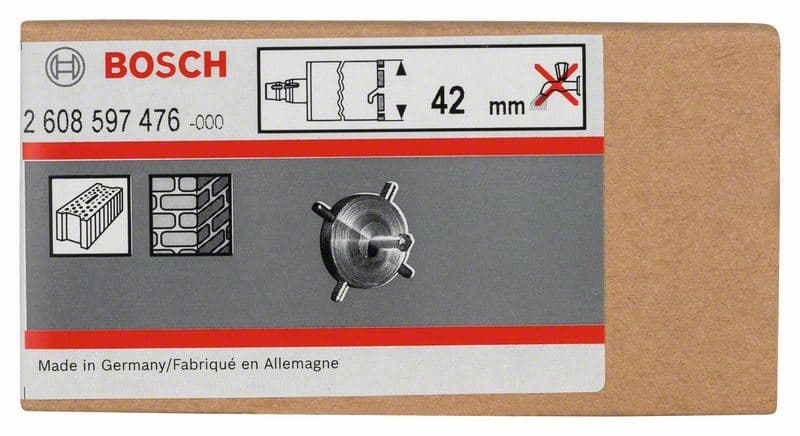 BOSCH
2 608 597 476 -000
42 mm
Made in Germany/Fabriqué en Allemagne